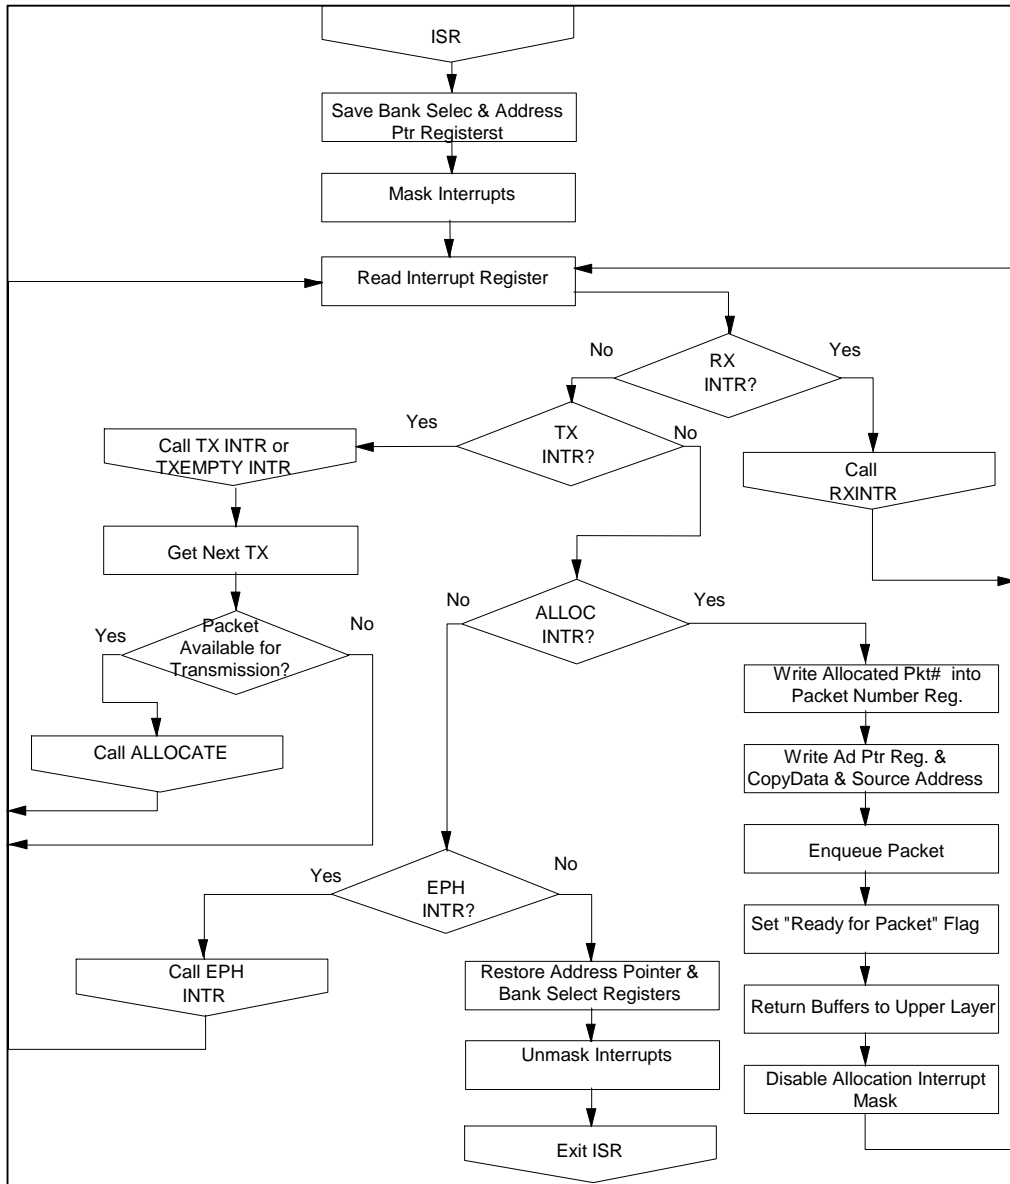 ISR
Save Bank Selec & Address
Ptr Registerst
Mask Interrupts
Read Interrupt Register
No
RX
INTR?
Yes
Yes
TX
INTR?
No
Call TX INTR or
TXEMPTY INTR
Call
RXINTR
Get Next TX
No
ALLOC
INTR?
Yes
Yes
Packet
Available for
Transmission?
No
Write Allocated Pkt# into
Packet Number Reg.
Call ALLOCATE
Write Ad Ptr Reg. &
CopyData & Source Address
Enqueue Packet
Yes
EPH
INTR?
No
Set "Ready for Packet" Flag
Call EPH
INTR
Restore Address Pointer &
Bank Select Registers
Return Buffers to Upper Layer
Unmask Interrupts
Disable Allocation Interrupt
Mask
Exit ISR